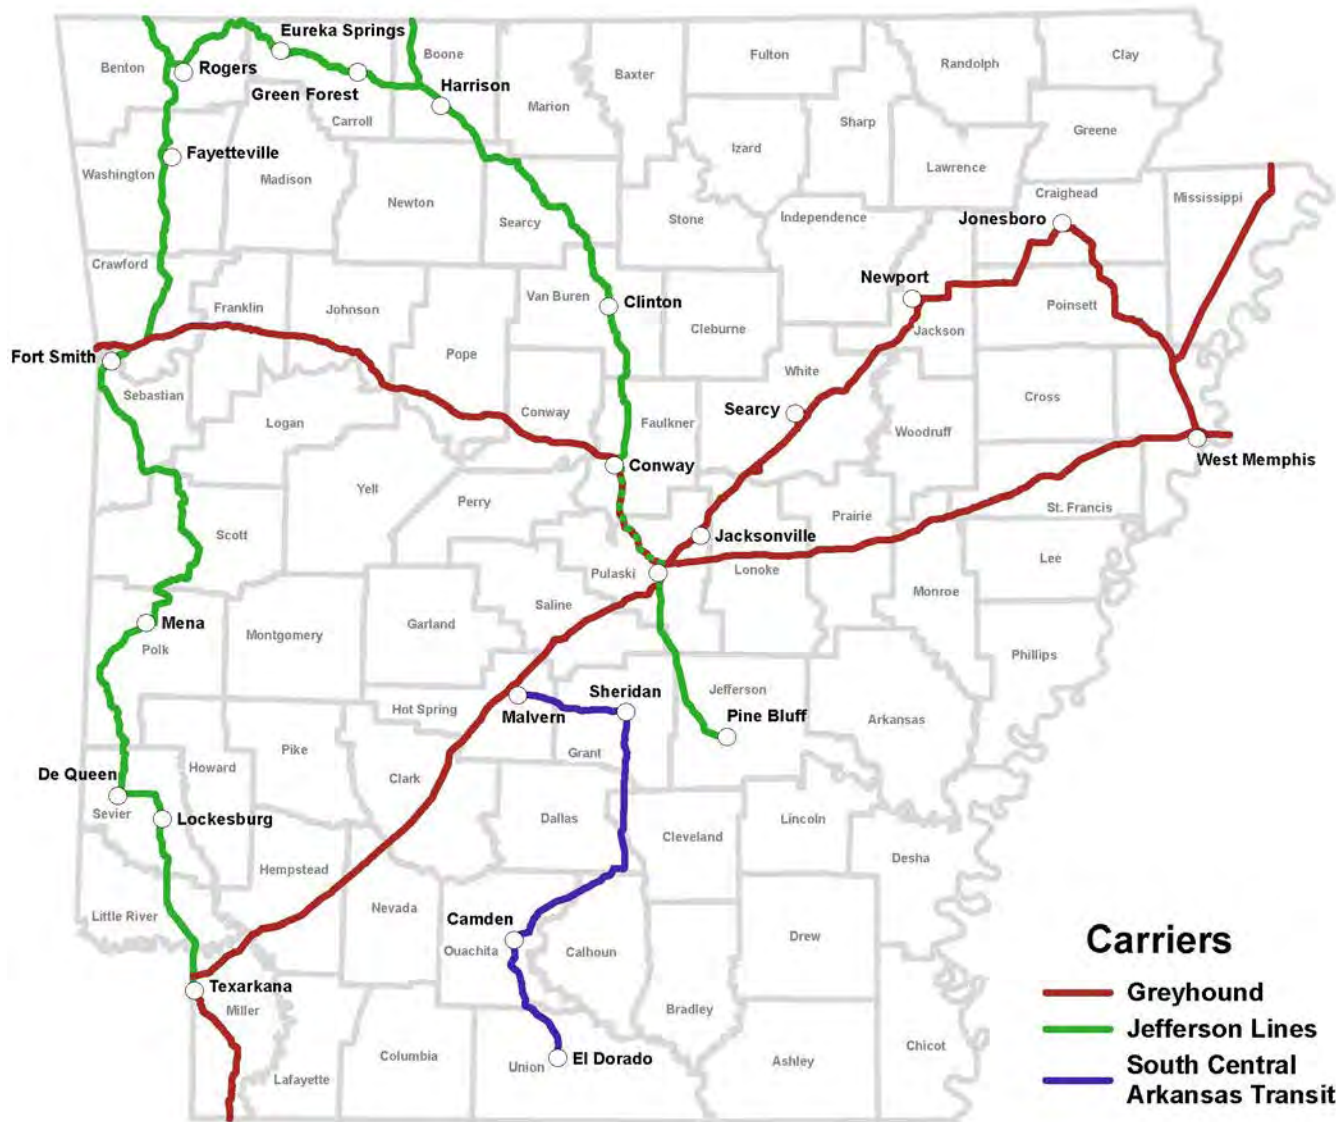 Eureka Springs
Boone
Fulton
Clay
Benton
Rogers
Baxter
Randolph
Green Forest
Harrison
Marion
Carroll
Sharp
Greene
Izard
Fayetteville
Washington
Madison
Lawrence
Newton
Craighead
Mississippi
Searcy
Stone
Independence
Jonesboro
Crawford
Newport
Franklin
Johnson
Van Buren
Clinton
Poinsett
Cleburne
Jackson
Fort Smith
Pope
Sebastian
White
Cross
Logan
Conway
Searcy
Faulkner
Woodruff
Conway
West Memphis
Yell
Perry
St. Francis
Prairie
Scott
Jacksonville
Lee
Pulaski
Lonoke
Monroe
Saline
Mena
Garland
Montgomery
Polk
Phillips
Sheridan
Jefferson
Hot Spring
Malvern
Pine Bluff
Arkansas
Pike
Grant
De Queen
Howard
Clark
Sevier
Lockesburg
Dallas
Lincoln
Cleveland
Desha
Hempstead
Little River
Nevada
Camden
Ouachita
Calhoun
Drew
Carriers
Texarkana
Greyhound
Miller
Bradley
Jefferson Lines
Columbia
El Dorado
Union
Ashley
Chicot
Lafayette
South Central
Arkansas Transit